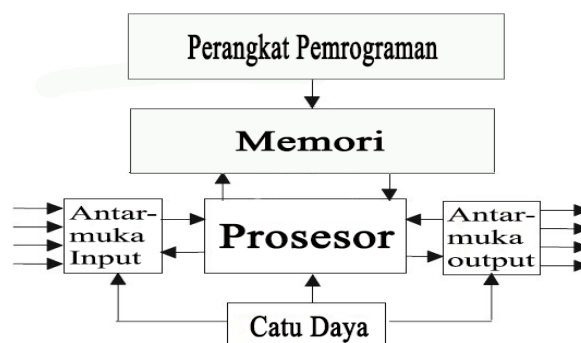 Perangkat Pemrograman
Memori
Antar-
muka
Input
Prosesor
Antar-
muka
output
Catu Daya